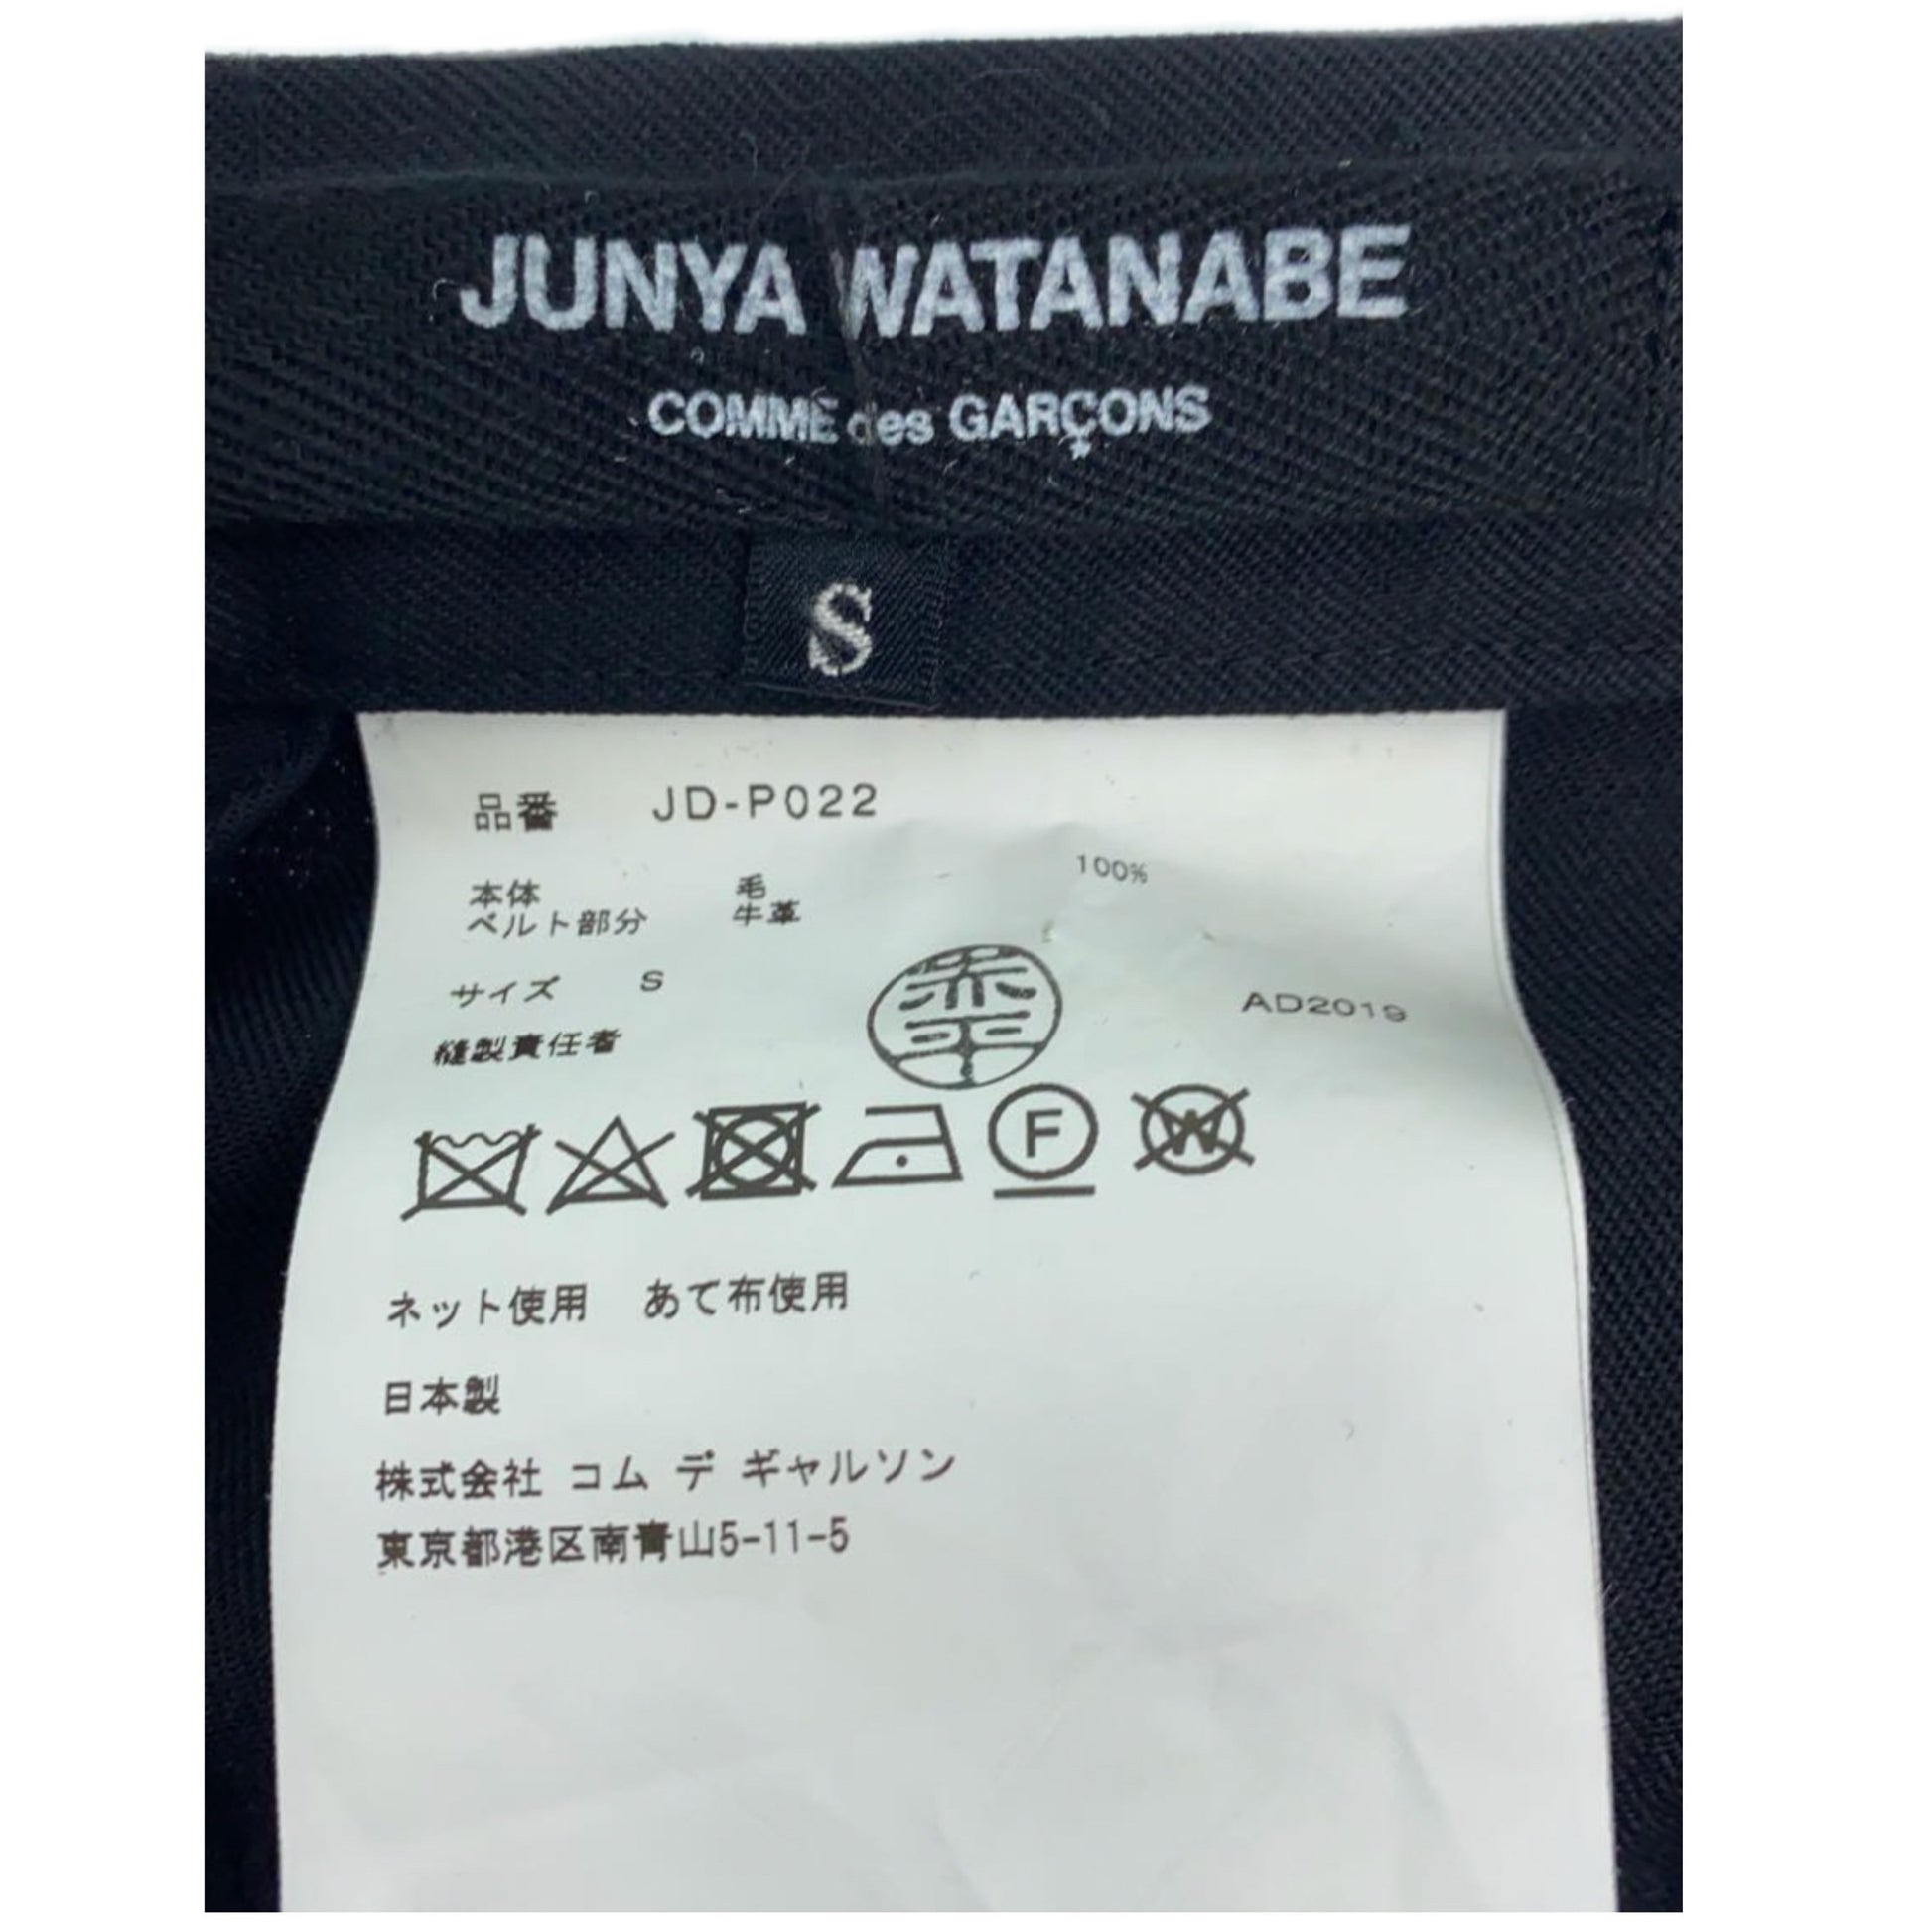 JUNYA WATANABE
COMME des GARÇONS
S
品番 JD-P022
本体 毛 100%
ベルト部分 牛革
サイズ S
AD2019
縫製責任者
赤平
F
W
ネット使用 あて布使用
日本製
株式会社 コム デ ギャルソン
東京都港区南青山5-11-5